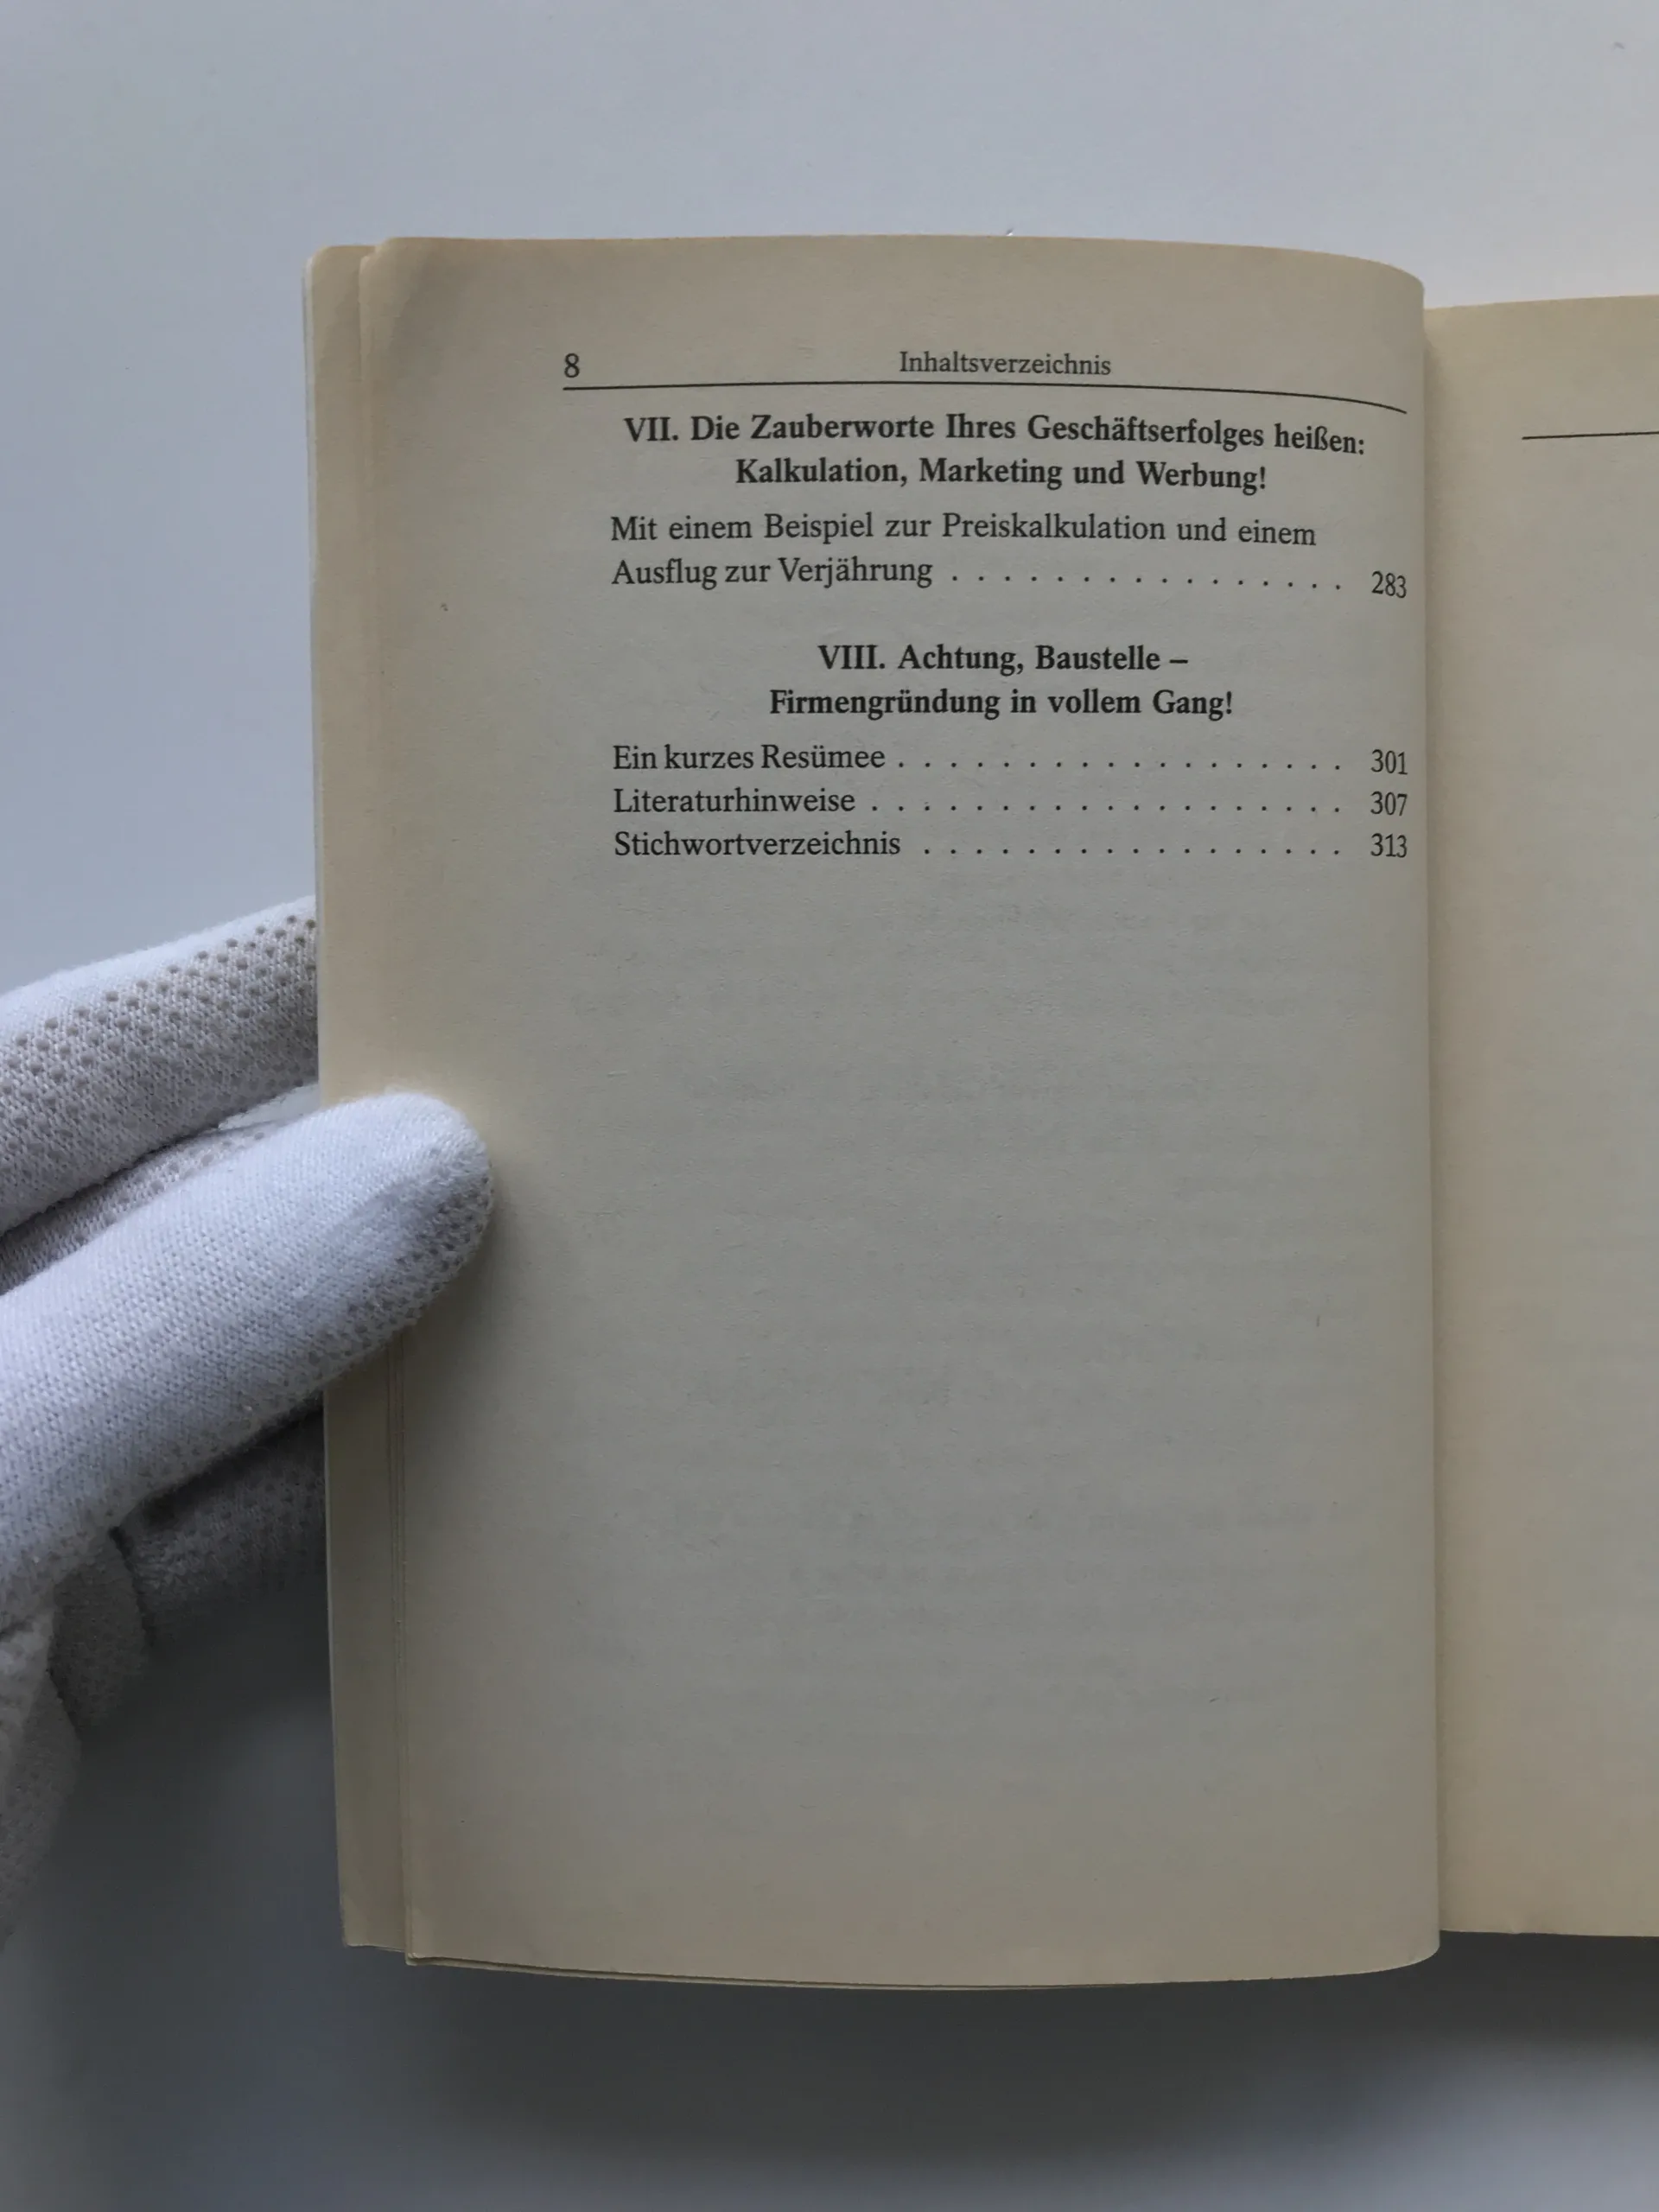 8 Inhaltsverzeichnis
VII. Die Zauberworte Ihres Geschäftserfolges heißen:
Kalkulation, Marketing und Werbung!
Mit einem Beispiel zur Preiskalkulation und einem
Ausflug zur Verjährung . . . . . . . . . . . . . . . . 283
VIII. Achtung, Baustelle –
Firmengründung in vollem Gang!
Ein kurzes Resümee . . . . . . . . . . . . . . . . . . 301
Literaturhinweise . . . . . . . . . . . . . . . . . . . 307
Stichwortverzeichnis . . . . . . . . . . . . . . . . . 313